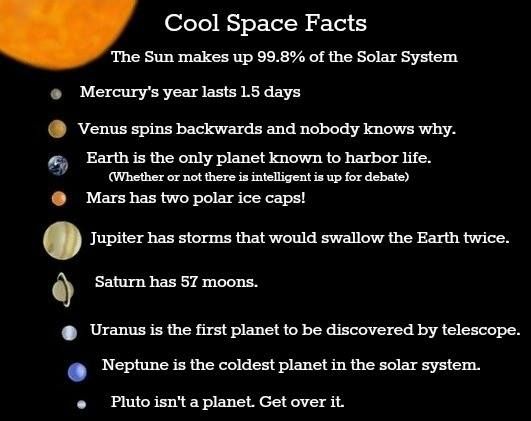 Cool Space Facts
The Sun makes up 99.8% of the Solar System
Mercury's year lasts 1.5 days
Venus spins backwards and nobody knows why.
Earth is the only planet known to harbor life.
(Whether or not there is intelligent is up for debate)
Mars has two polar ice caps!
Jupiter has storms that would swallow the Earth twice.
Saturn has 57 moons.
Uranus is the first planet to be discovered by telescope.
Neptune is the coldest planet in the solar system.
Pluto isn't a planet. Get over it.